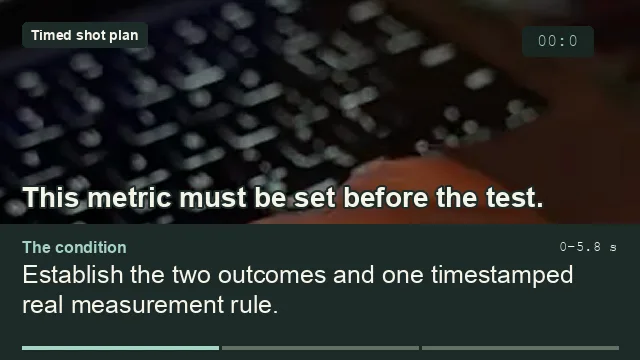 Timed shot plan
00:0
This metric must be set before the test.
The condition
0–5.8 s
Establish the two outcomes and one timestamped
real measurement rule.